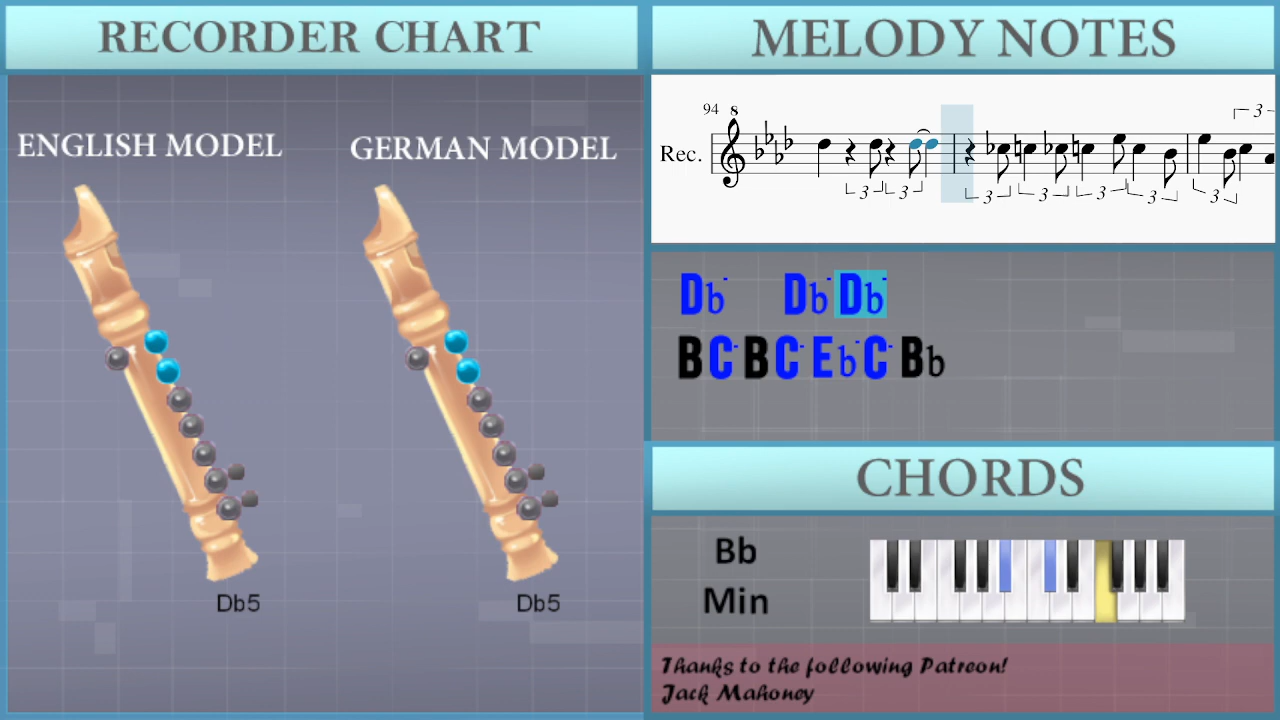 RECORDER CHART
ENGLISH MODEL
GERMAN MODEL
Db5
Db5
MELODY NOTES
94
8
3
Rec.
3 3 3 3 3 3 3
Db- Db- Db-
B C- B C- Eb- C- Bb
CHORDS
Bb
Min
Thanks to the following Patreon!
Jack Mahoney